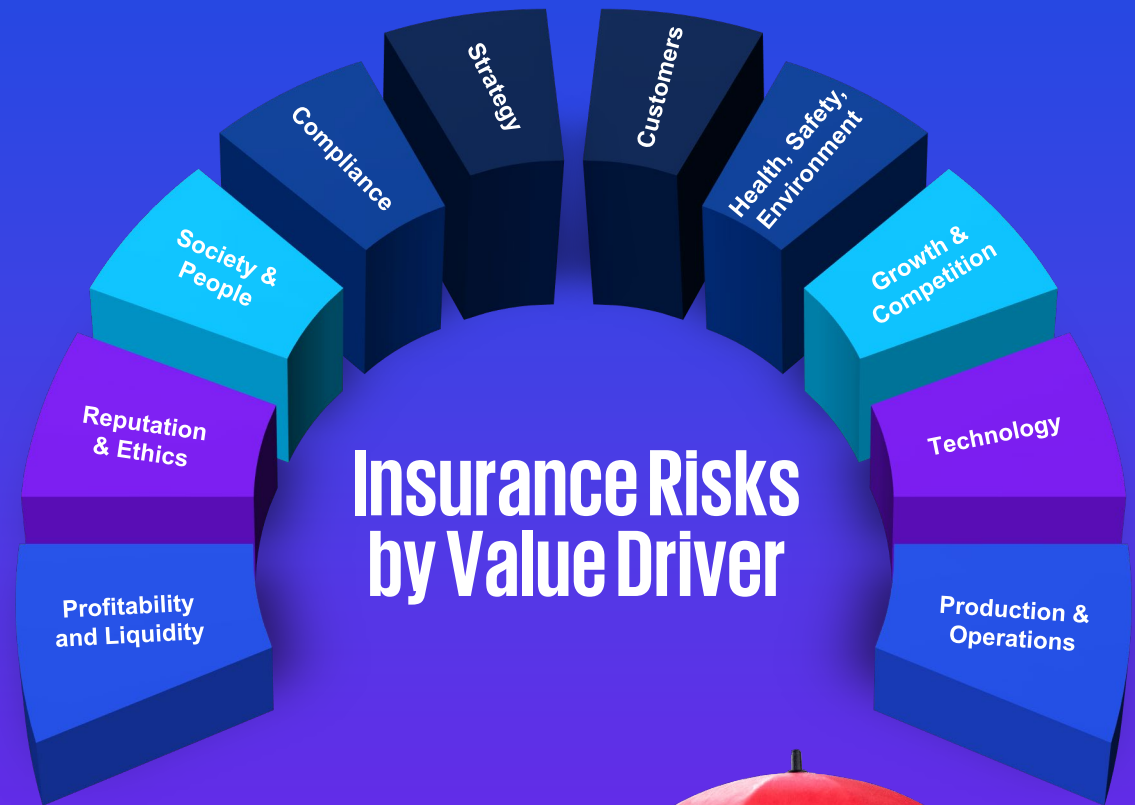 Strategy
Customers
Compliance
Health, Safety,
Environment
Society &
People
Growth &
Competition
Reputation
& Ethics
Technology
Insurance Risks
by Value Driver
Profitability
and Liquidity
Production &
Operations